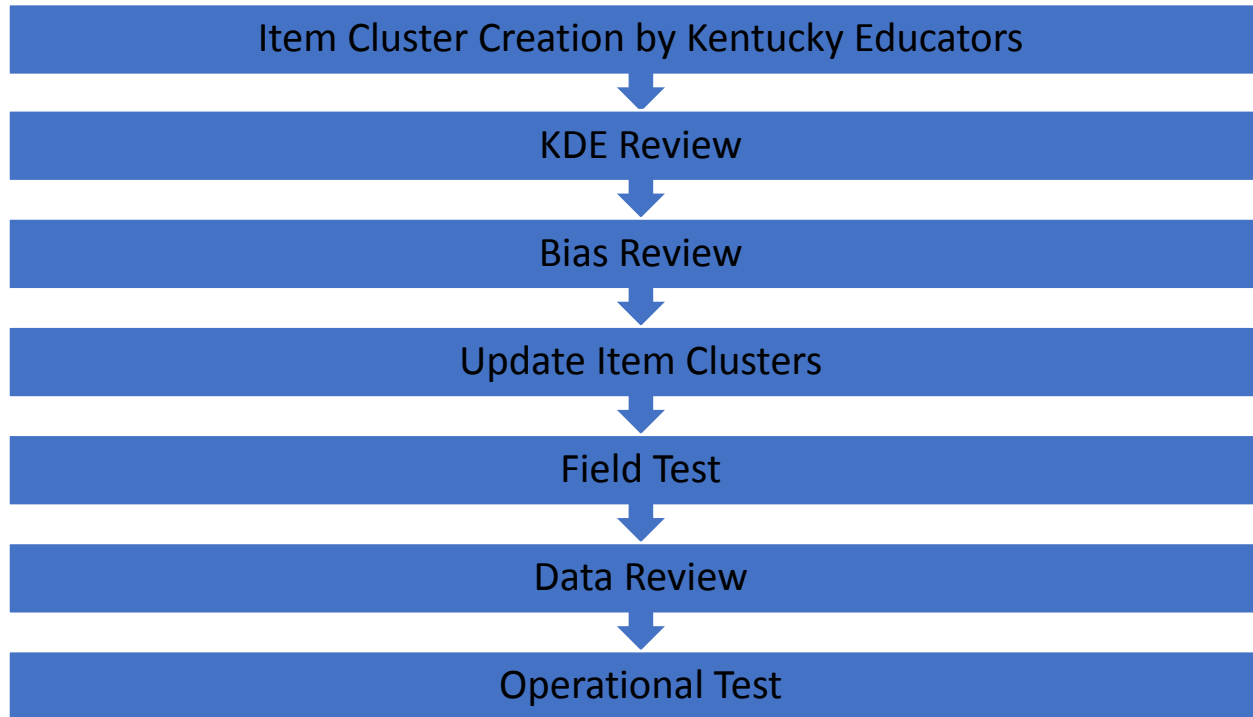 Item Cluster Creation by Kentucky Educators
KDE Review
Bias Review
Update Item Clusters
Field Test
Data Review
Operational Test